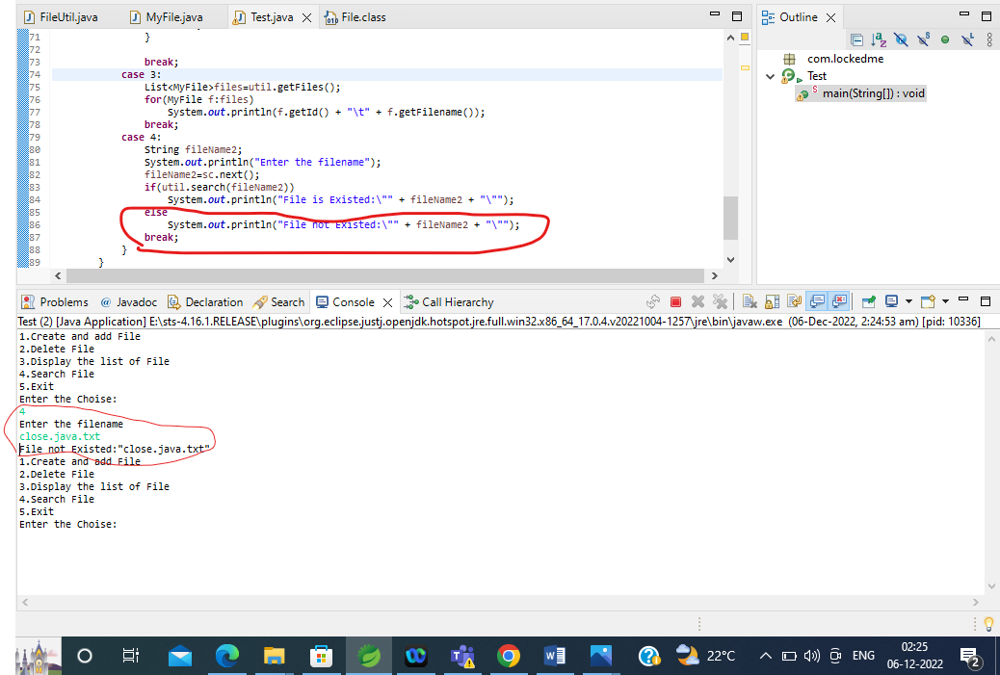 FileUtil.java MyFile.java Test.java File.class
Outline
71 }
72
73 break;
74 case 3:
75 List<MyFile>files=util.getFiles();
76 for(MyFile f:files)
77 System.out.println(f.getId() + "\t" + f.getFilename());
78 break;
79 case 4:
80 String fileName2;
81 System.out.println("Enter the filename");
82 fileName2=sc.next();
83 if(util.search(fileName2))
84 System.out.println("File is Existed:\"" + fileName2 + "\"");
85 else
86 System.out.println("File not Existed:\"" + fileName2 + "\"");
87 break;
88 }
89 }
com.lockedme
Test
main(String[]) : void
Problems @ Javadoc Declaration Search Console Call Hierarchy
Test (2) [Java Application] E:\sts-4.16.1.RELEASE\plugins\org.eclipse.justj.openjdk.hotspot.jre.full.win32.x86_64_17.0.4.v20221004-1257\jre\bin\javaw.exe (06-Dec-2022, 2:24:53 am) [pid: 10336]
1.Create and add File
2.Delete File
3.Display the list of File
4.Search File
5.Exit
Enter the Choise:
4
Enter the filename
close.java.txt
File not Existed:"close.java.txt"
1.Create and add File
2.Delete File
3.Display the list of File
4.Search File
5.Exit
Enter the Choise:
22°C ENG 02:25
06-12-2022
2